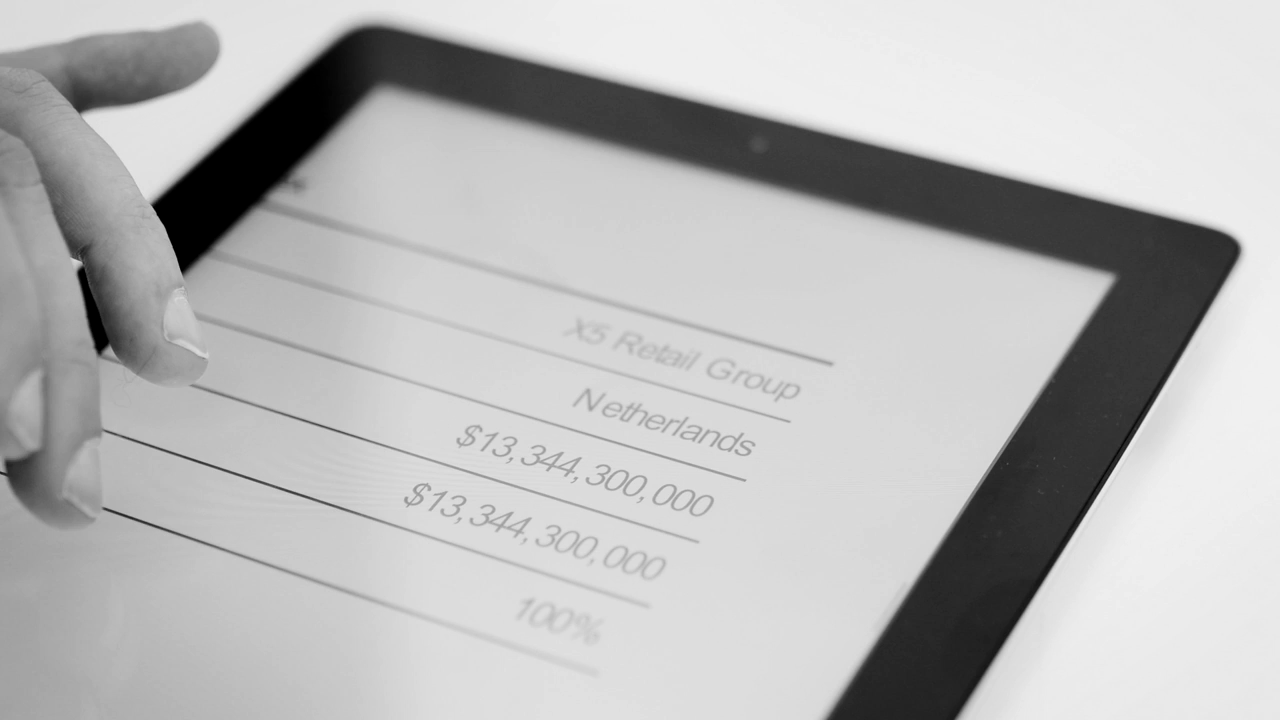 X5 Retail Group
Netherlands
$13,344,300,000
$13,344,300,000
100%